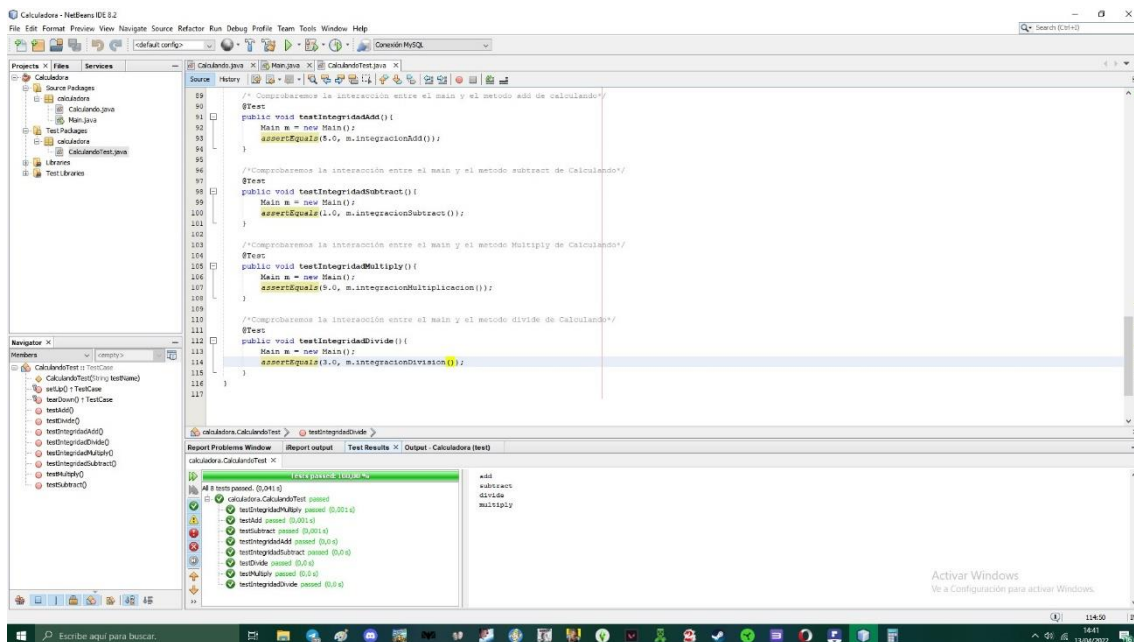 Calculadora - NetBeans IDE 8.2
File Edit Format Preview View Navigate Source Refactor Run Debug Profile Team Tools Window Help
Search (Ctrl+I)
<default config>
Conexión MySQL
Projects Files Services
Calculadora
Source Packages
calculadora
Calculando.java
Main.java
Test Packages
calculadora
CalculandoTest.java
Libraries
Test Libraries
Calculando.java Main.java CalculandoTest.java
Source History
89 /* Comprobaremos la interacción entre el main y el metodo add de calculando*/
90 @Test
91 public void testIntegridadAdd(){
92 Main m = new Main();
93 assertEquals(5.0, m.integracionAdd());
94 }
95
96 /*Comprobaremos la interacción entre el main y el metodo subtract de Calculando*/
97 @Test
98 public void testIntegridadSubtract(){
99 Main m = new Main();
100 assertEquals(1.0, m.integracionSubtract());
101 }
102
103 /*Comprobaremos la interacción entre el main y el metodo Multiply de Calculando*/
104 @Test
105 public void testIntegridadMultiply(){
106 Main m = new Main();
107 assertEquals(9.0, m.integracionMultiplicacion());
108 }
109
110 /*Comprobaremos la interacción entre el main y el metodo divide de Calculando*/
111 @Test
112 public void testIntegridadDivide(){
113 Main m = new Main();
114 assertEquals(3.0, m.integracionDivision());
115 }
116 }
117
calculadora.CalculandoTest testIntegridadDivide
Navigator
Members <empty>
CalculandoTest :: TestCase
CalculandoTest(String testName)
setUp() ↑ TestCase
tearDown() ↑ TestCase
testAdd()
testDivide()
testIntegridadAdd()
testIntegridadDivide()
testIntegridadMultiply()
testIntegridadSubtract()
testMultiply()
testSubtract()
Report Problems Window iReport output Test Results Output - Calculadora (test)
calculadora.CalculandoTest
Tests passed: 100,00 %
All 8 tests passed. (0,041 s)
calculadora.CalculandoTest passed
testIntegridadMultiply passed (0,001 s)
testAdd passed (0,001 s)
testSubtract passed (0,001 s)
testIntegridadAdd passed (0,0 s)
testIntegridadSubtract passed (0,0 s)
testDivide passed (0,0 s)
testMultiply passed (0,0 s)
testIntegridadDivide passed (0,0 s)
add
subtract
divide
multiply
Activar Windows
Ve a Configuración para activar Windows.
114:50
Escribe aquí para buscar.
14:41
13/04/2022